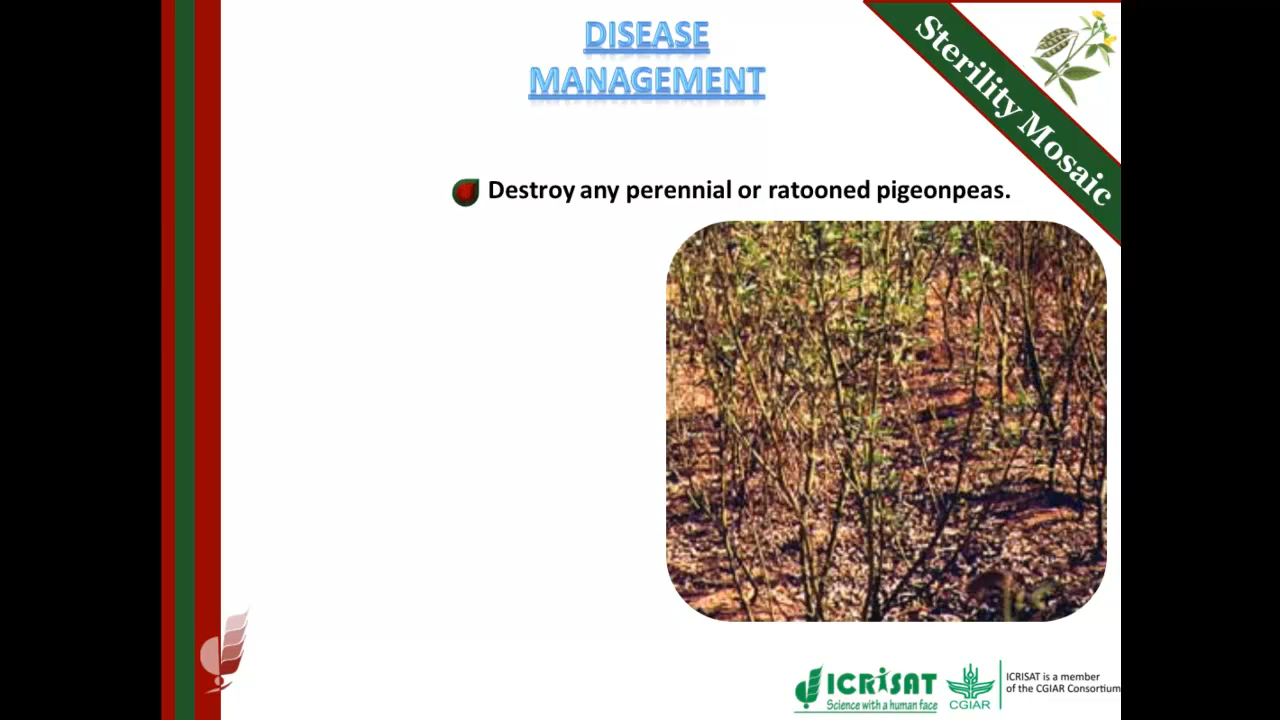 DISEASE
MANAGEMENT
Sterility Mosaic
Destroy any perennial or ratooned pigeonpeas.
ICRISAT
Science with a human face
CGIAR
ICRISAT is a member
of the CGIAR Consortium